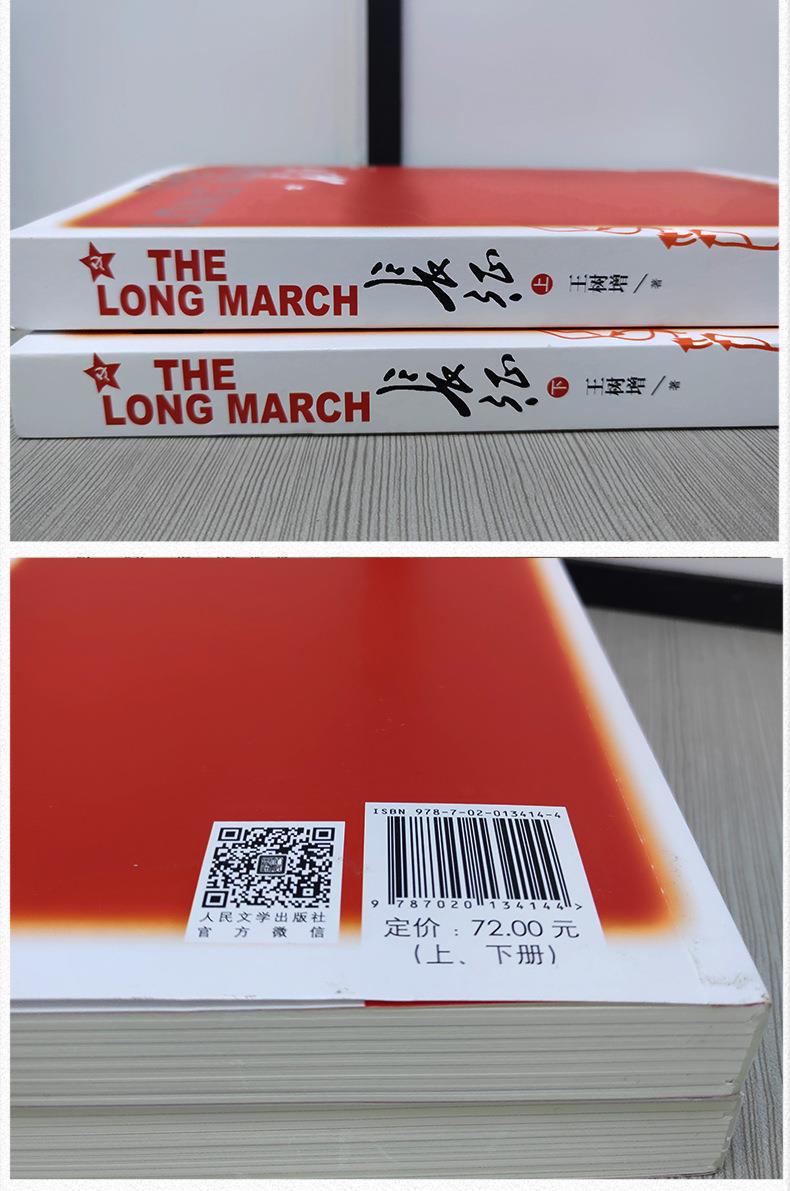 THE
LONG MARCH
长征
上
王树增/著
THE
LONG MARCH
长征
下
王树增/著
ISBN 978-7-02-013414-4
9 787020 134144 >
定价：72.00 元
(上、下册)
人民文学出版社
官方微信